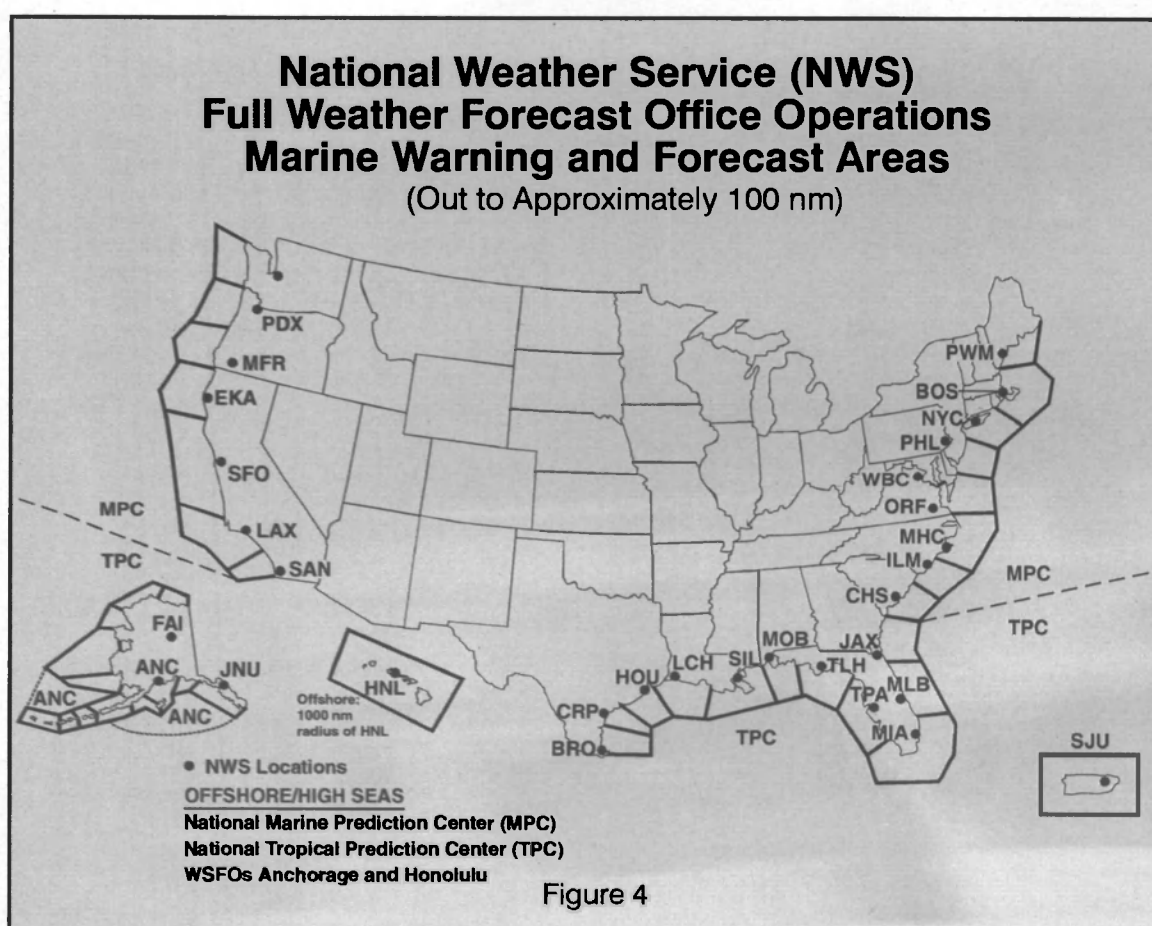 National Weather Service (NWS)
Full Weather Forecast Office Operations
Marine Warning and Forecast Areas
(Out to Approximately 100 nm)
PDX
MFR
EKA
SFO
LAX
SAN
MPC
TPC
PWM
BOS
NYC
PHL
WBC
ORF
MHC
ILM
CHS
MPC
TPC
JAX
MOB
TLH
SIL
LCH
HOU
MLB
TPA
MIA
CRP
BRO
TPC
FAI
ANC
JNU
ANC
ANC
HNL
Offshore:
1000 nm
radius of HNL
SJU
• NWS Locations
OFFSHORE/HIGH SEAS
National Marine Prediction Center (MPC)
National Tropical Prediction Center (TPC)
WSFOs Anchorage and Honolulu
Figure 4